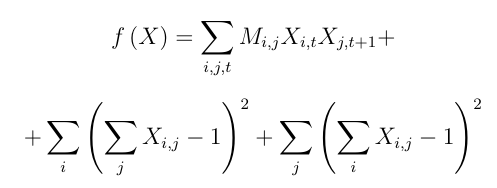 f (X) = ∑_{i,j,t} M_{i,j} X_{i,t} X_{j,t+1} +
+ ∑_i (∑_j X_{i,j} − 1)^2 + ∑_j (∑_i X_{i,j} − 1)^2